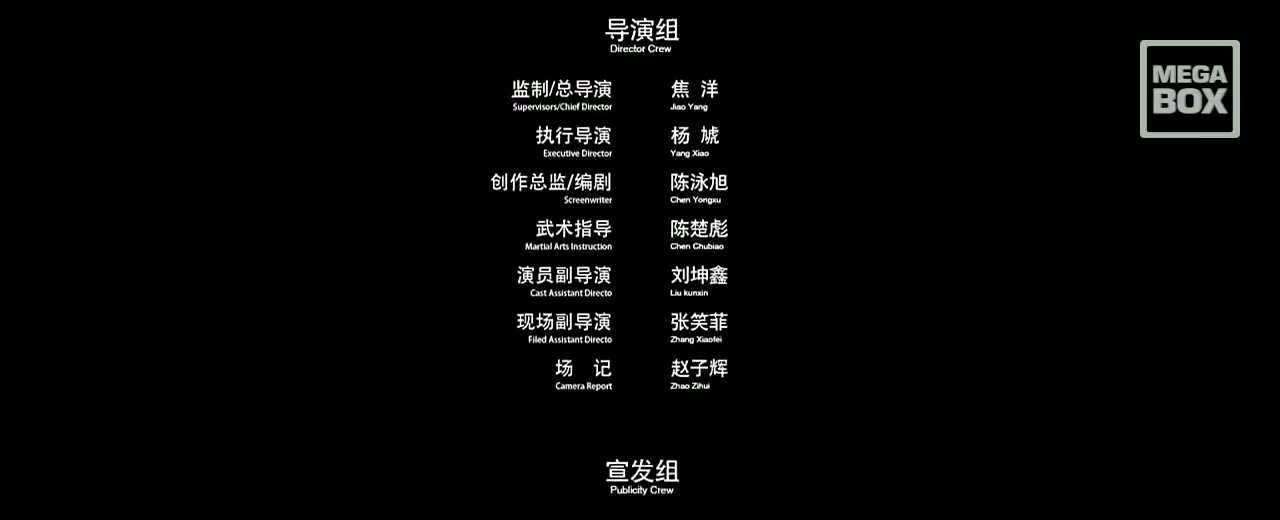 导演组
Director Crew
MEGA
BOX
监制/总导演 焦 洋
Supervisors/Chief Director Jiao Yang
执行导演 杨 虓
Executive Director Yang Xiao
创作总监/编剧 陈泳旭
Screenwriter Chen Yongxu
武术指导 陈楚彪
Martial Arts Instruction Chen Chubiao
演员副导演 刘坤鑫
Cast Assistant Directo Liu kunxin
现场副导演 张笑菲
Filed Assistant Directo Zhang Xiaofei
场 记 赵子辉
Camera Report Zhao Zihui
宣发组
Publicity Crew